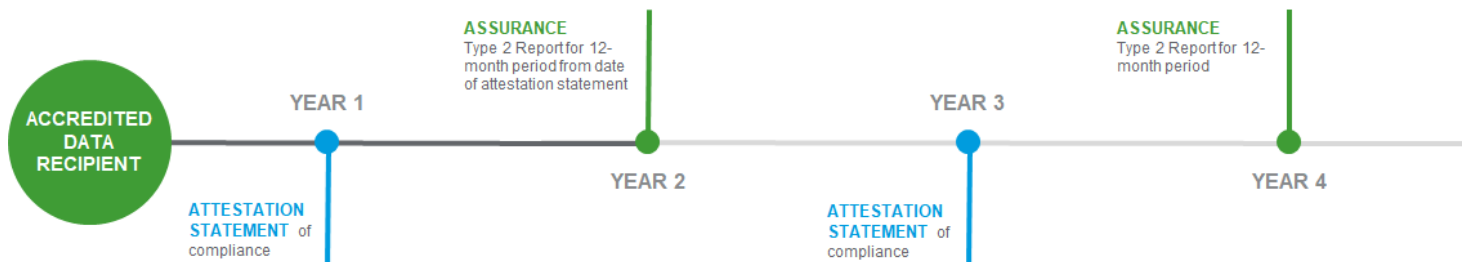 ACCREDITED
DATA
RECIPIENT
YEAR 1
ATTESTATION
STATEMENT of
compliance
ASSURANCE
Type 2 Report for 12-
month period from date
of attestation statement
YEAR 2
YEAR 3
ATTESTATION
STATEMENT of
compliance
ASSURANCE
Type 2 Report for 12-
month period
YEAR 4